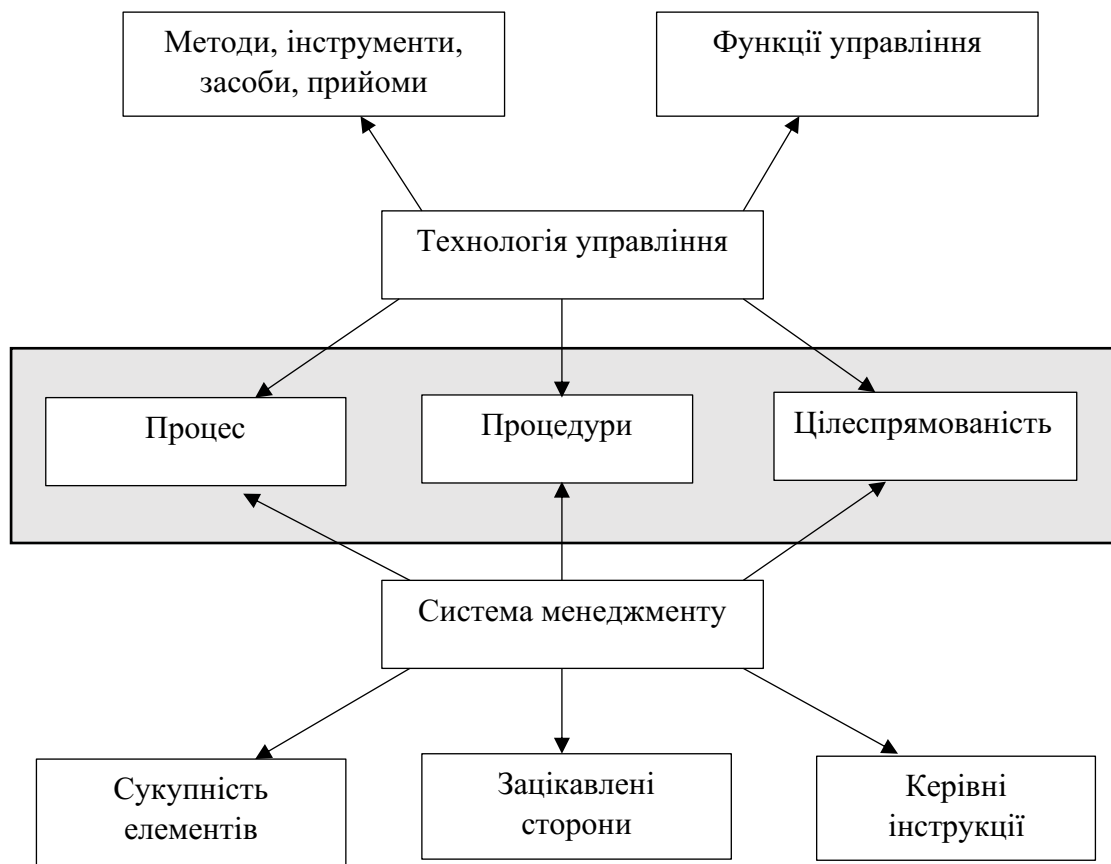 Методи, інструменти,
засоби, прийоми
Функції управління
Технологія управління
Процес
Процедури
Цілеспрямованість
Система менеджменту
Сукупність
елементів
Зацікавлені
сторони
Керівні
інструкції